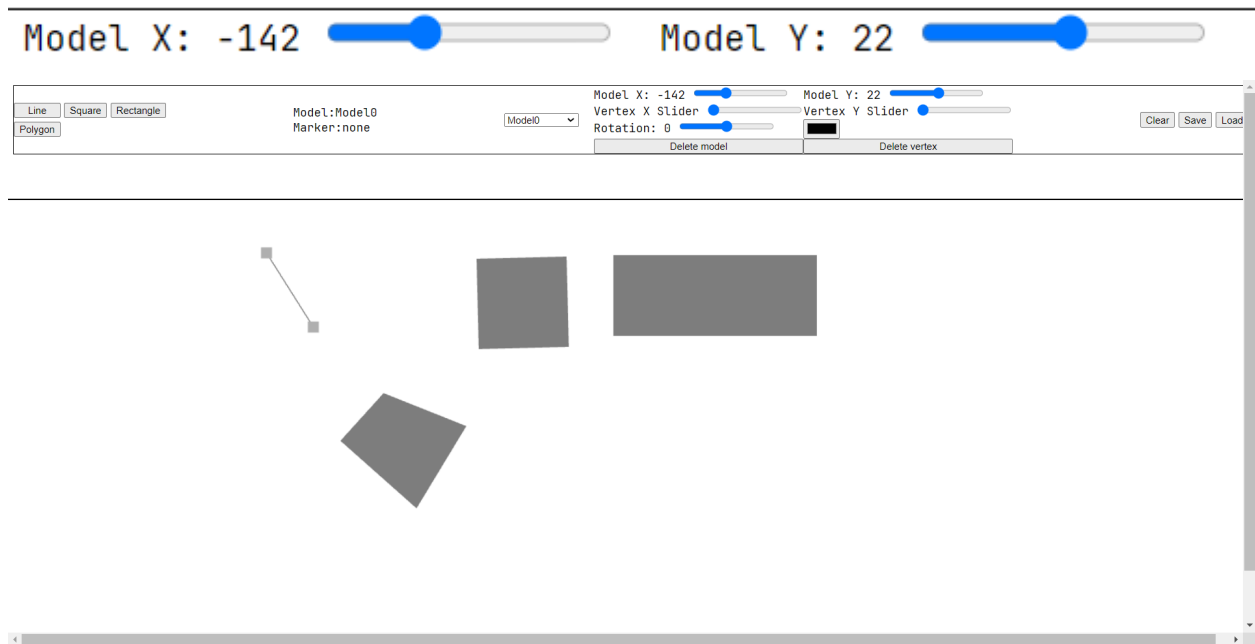 Model X: -142 Model Y: 22
Line Square Rectangle
Polygon
Model:Model0
Marker:none
Model0
Model X: -142 Model Y: 22
Vertex X Slider Vertex Y Slider
Rotation: 0
Delete model Delete vertex
Clear Save Load